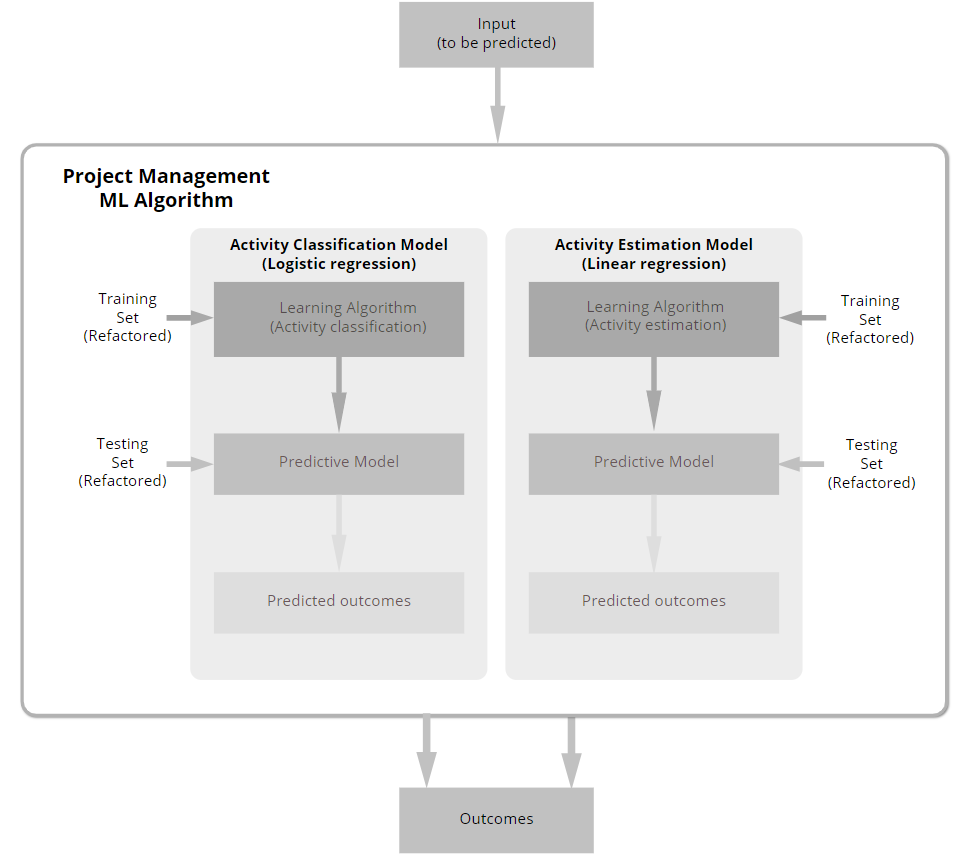 Input
(to be predicted)
Project Management
ML Algorithm
Activity Classification Model
(Logistic regression)
Training
Set
(Refactored)
Learning Algorithm
(Activity classification)
Testing
Set
(Refactored)
Predictive Model
Predicted outcomes
Activity Estimation Model
(Linear regression)
Learning Algorithm
(Activity estimation)
Training
Set
(Refactored)
Predictive Model
Testing
Set
(Refactored)
Predicted outcomes
Outcomes